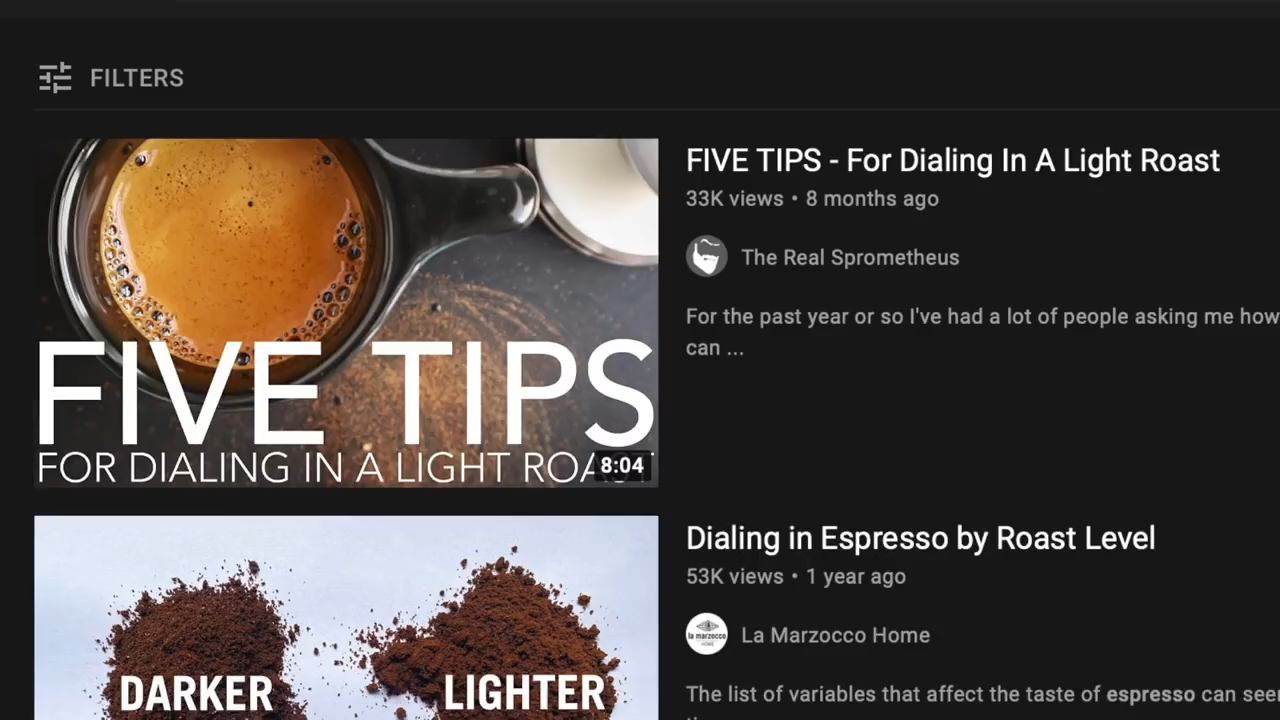 FILTERS
FIVE TIPS
FOR DIALING IN A LIGHT
8:04
FIVE TIPS - For Dialing In A Light Roast
33K views • 8 months ago
The Real Sprometheus
For the past year or so I've had a lot of people asking me how
can ...
DARKER
LIGHTER
Dialing in Espresso by Roast Level
53K views • 1 year ago
la marzocco
HOME
La Marzocco Home
The list of variables that affect the taste of espresso can